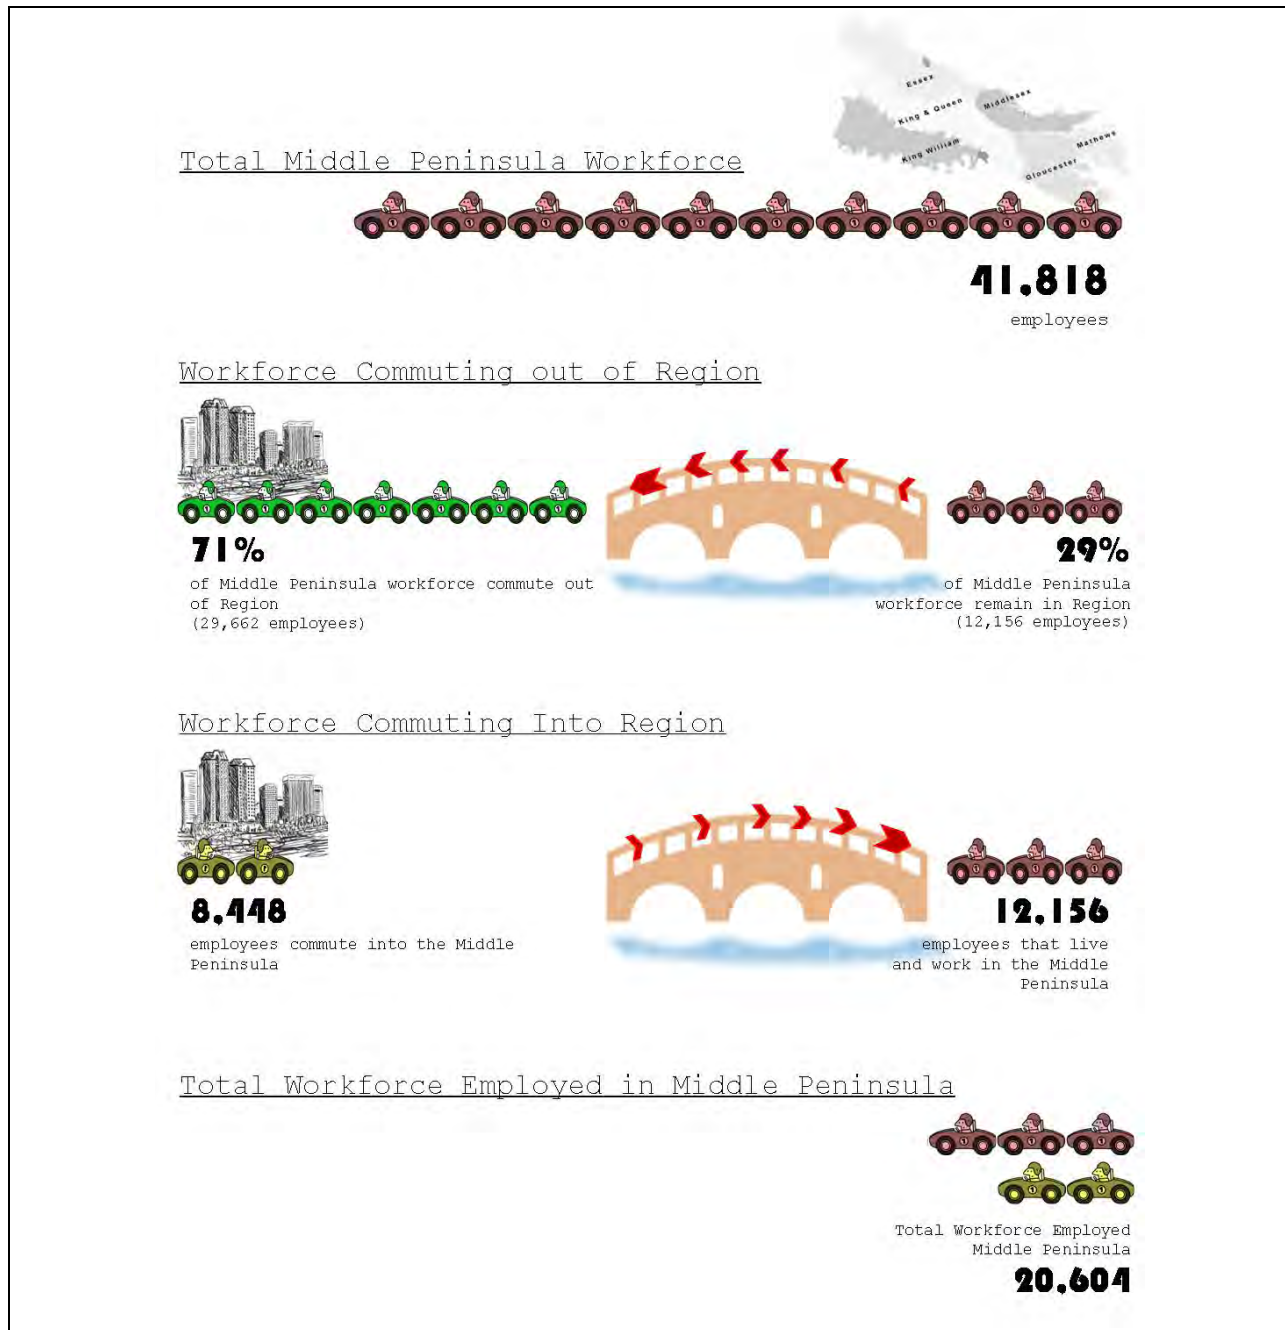 Essex
King & Queen
Middlesex
King William
Mathews
Gloucester
Total Middle Peninsula Workforce
41,818
employees
Workforce Commuting out of Region
71%
of Middle Peninsula workforce commute out
of Region
(29,662 employees)
29%
of Middle Peninsula
workforce remain in Region
(12,156 employees)
Workforce Commuting Into Region
8,448
employees commute into the Middle
Peninsula
12,156
employees that live
and work in the Middle
Peninsula
Total Workforce Employed in Middle Peninsula
Total Workforce Employed
Middle Peninsula
20,604